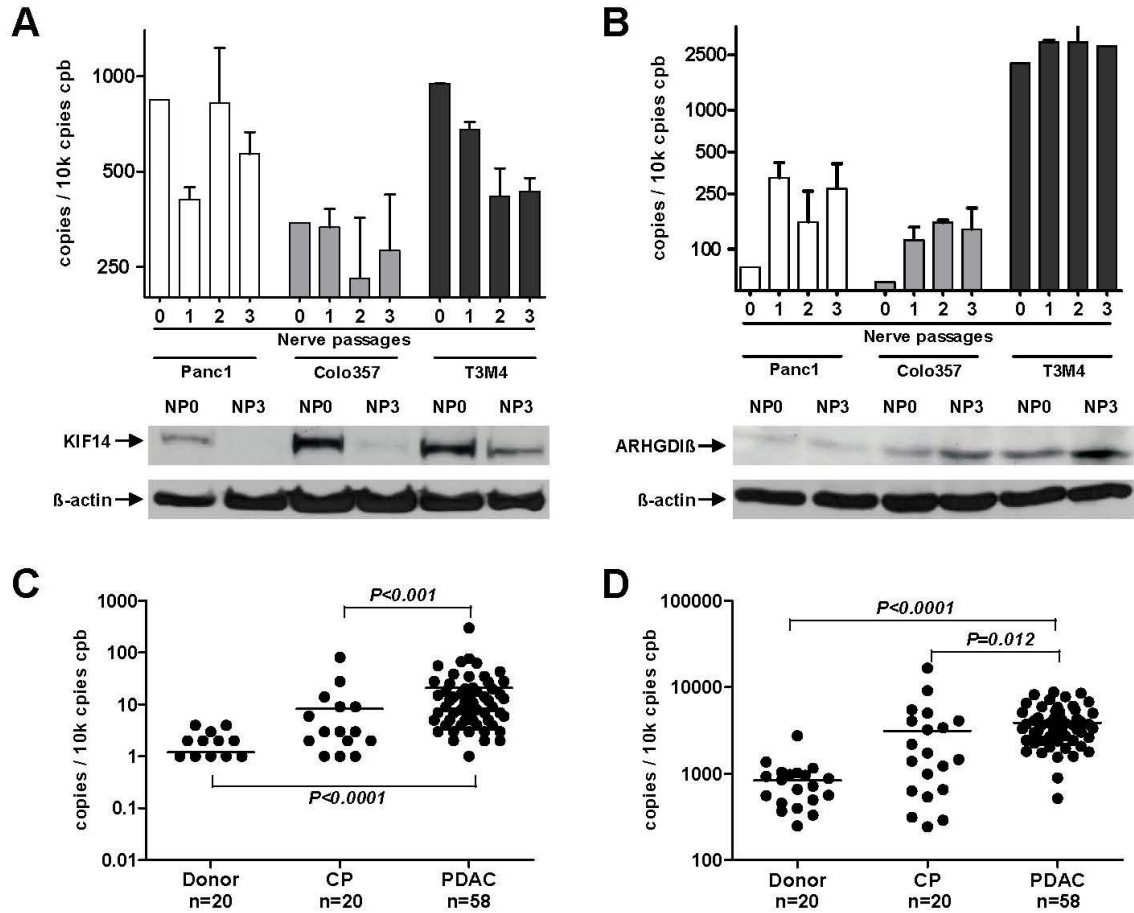 A
copies / 10k cpies cpb
1000
500
250
0 1 2 3 0 1 2 3 0 1 2 3
Nerve passages
Panc1 Colo357 T3M4
NP0 NP3 NP0 NP3 NP0 NP3
KIF14
ß-actin
B
copies / 10k cpies cpb
2500
1000
500
250
100
0 1 2 3 0 1 2 3 0 1 2 3
Nerve passages
Panc1 Colo357 T3M4
NP0 NP3 NP0 NP3 NP0 NP3
ARHGDIß
ß-actin
C
copies / 10k cpies cpb
1000
100
10
1
0.1
0.01
P<0.001
P<0.0001
Donor CP PDAC
n=20 n=20 n=58
D
copies / 10k cpies cpb
100000
10000
1000
100
P<0.0001
P=0.012
Donor CP PDAC
n=20 n=20 n=58